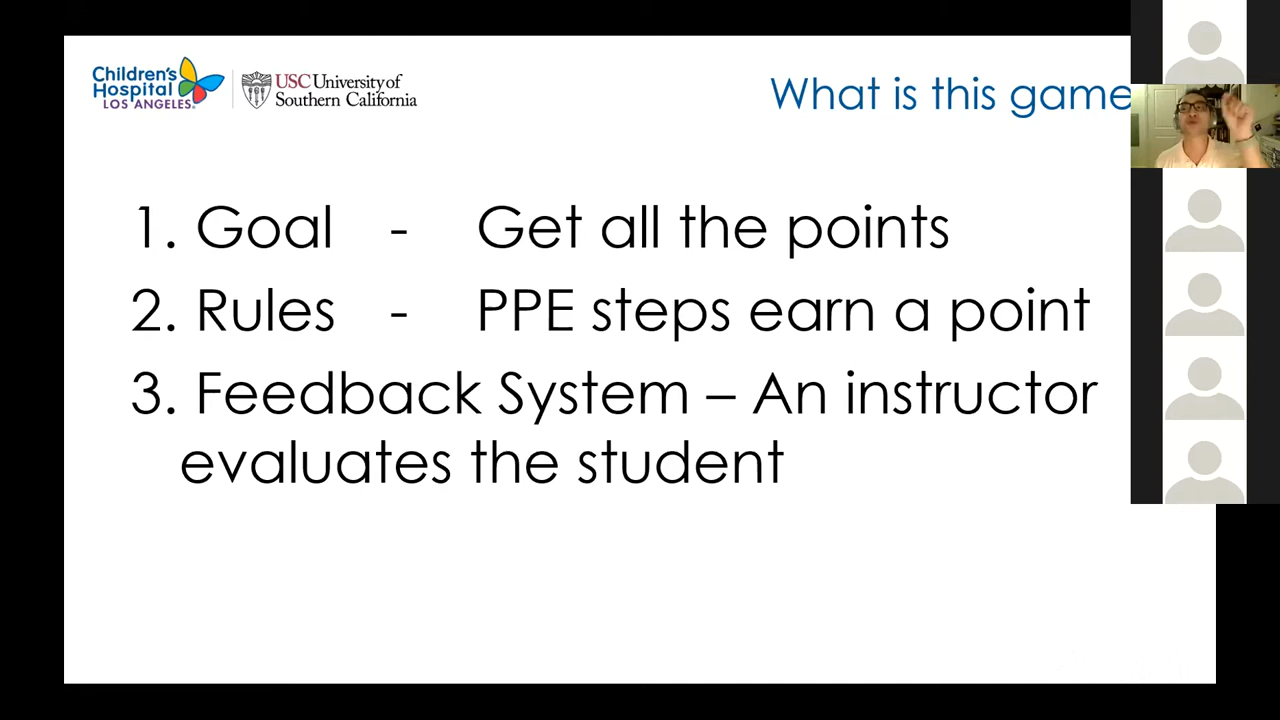 Children's
Hospital
LOS ANGELES
USC University of
Southern California
What is this game
1. Goal - Get all the points
2. Rules - PPE steps earn a point
3. Feedback System – An instructor
evaluates the student